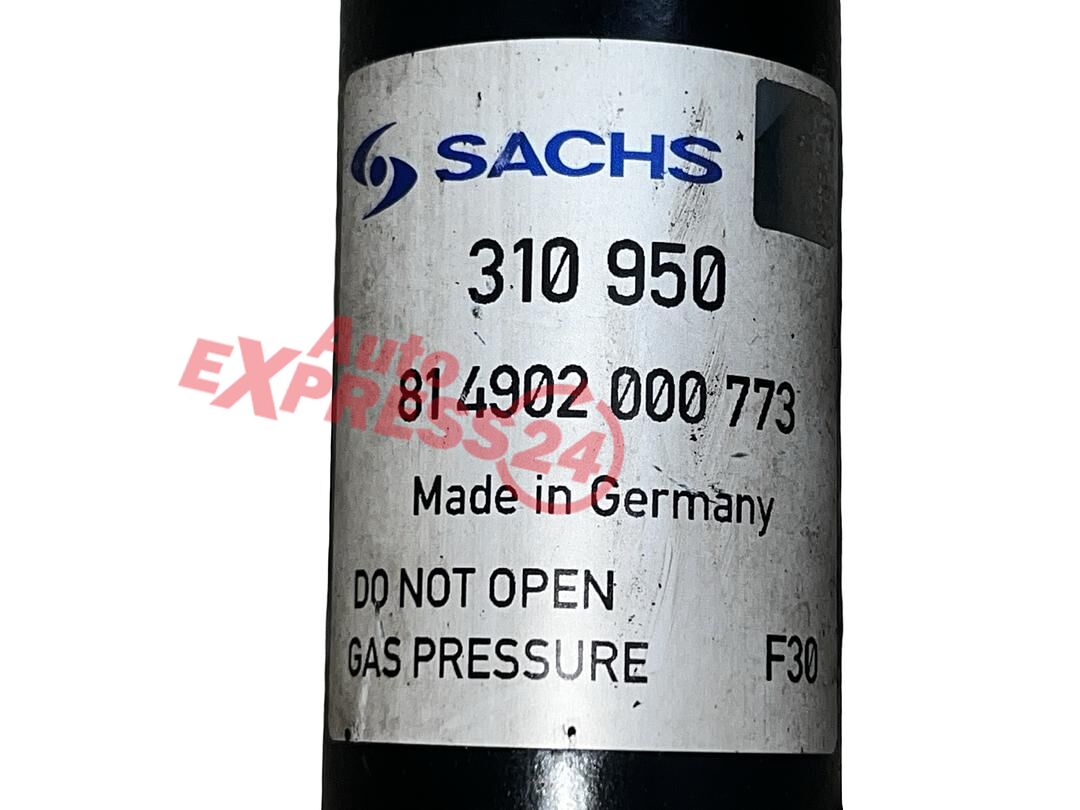 SACHS
310 950
Auto
EXPRESS24
81 4902 000 773
Made in Germany
DO NOT OPEN
GAS PRESSURE F30